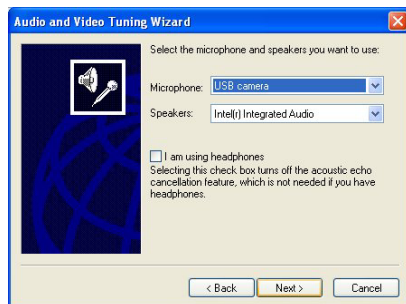 Audio and Video Tuning Wizard
Select the microphone and speakers you want to use:
Microphone: USB camera
Speakers: Intel(r) Integrated Audio
I am using headphones
Selecting this check box turns off the acoustic echo
cancellation feature, which is not needed if you have
headphones.
< Back Next > Cancel